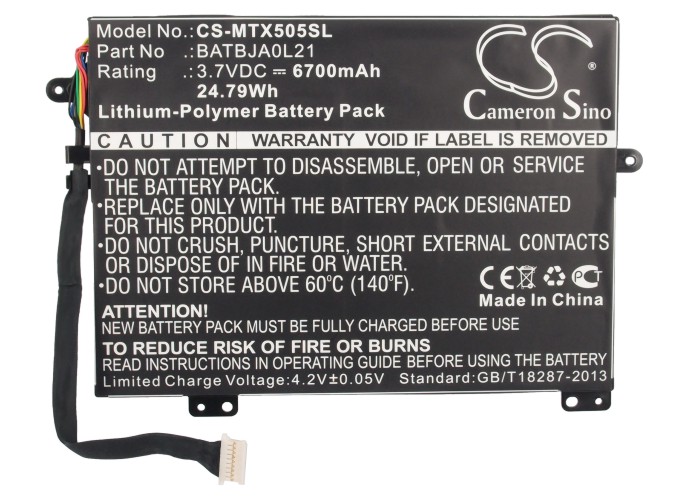 Model No.: CS-MTX505SL
Part No : BATBJA0L21
Rating : 3.7VDC ⎓ 6700mAh
24.79Wh
Lithium-Polymer Battery Pack
CS
Cameron Sino
CAUTION WARRANTY VOID IF LABEL IS REMOVED
•DO NOT ATTEMPT TO DISASSEMBLE, OPEN OR SERVICE
THE BATTERY PACK.
•REPLACE ONLY WITH THE BATTERY PACK DESIGNATED
FOR THIS PRODUCT.
•DO NOT CRUSH, PUNCTURE, SHORT EXTERNAL CONTACTS
OR DISPOSE OF IN FIRE OR WATER.
•DO NOT STORE ABOVE 60°C (140°F).
CE PCT
MADE IN CHINA
ATTENTION!
NEW BATTERY PACK MUST BE FULLY CHARGED BEFORE USE
TO REDUCE RISK OF FIRE OR BURNS
READ INSTRUCTIONS IN OPERATING GUIDE BEFORE USE
Limited Charge Voltage:4.2V±0.05V Standard:GB/T18287-2013